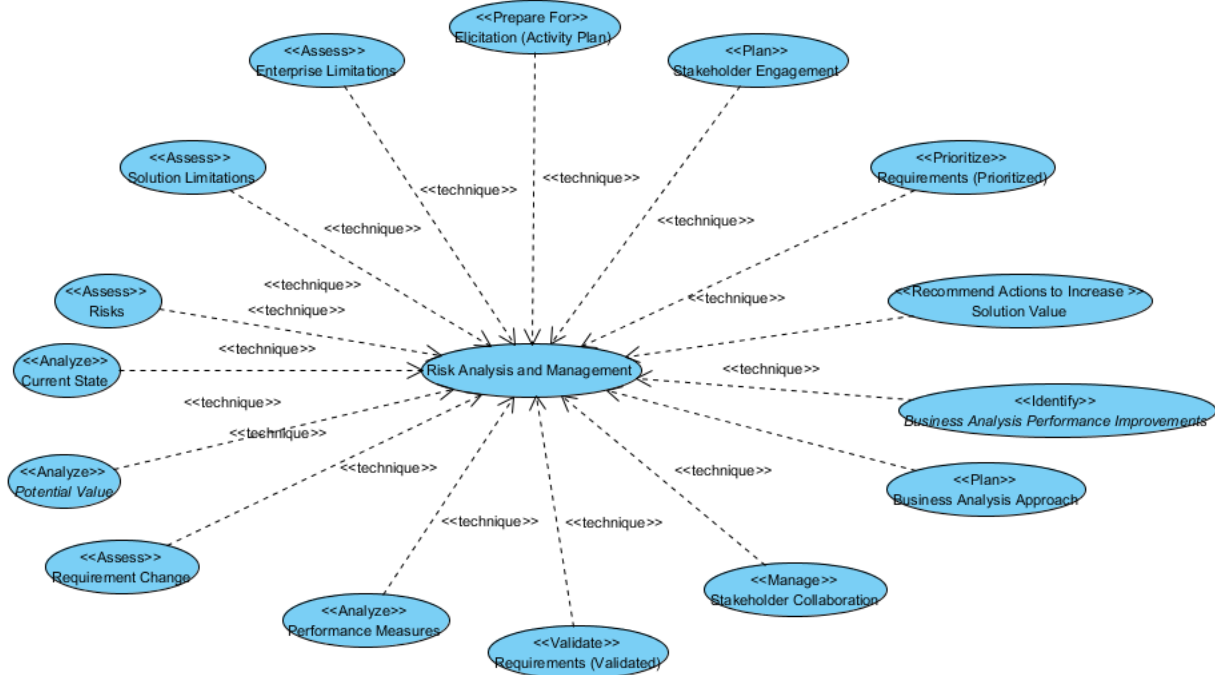 <<Prepare For>>
Elicitation (Activity Plan)
<<Assess>>
Enterprise Limitations
<<Plan>>
Stakeholder Engagement
<<Assess>>
Solution Limitations
<<Prioritize>>
Requirements (Prioritized)
<<technique>>
<<technique>>
<<technique>>
<<technique>>
<<technique>>
<<Assess>>
Risks
<<technique>>
<<technique>>
<<Recommend Actions to Increase >>
Solution Value
<<Analyze>>
Current State
<<technique>>
Risk Analysis and Management
<<technique>>
<<technique>>
<<Identify>>
Business Analysis Performance Improvements
<<technique>>
<<Analyze>>
Potential Value
<<technique>>
<<technique>>
<<Plan>>
Business Analysis Approach
<<technique>>
<<technique>>
<<Assess>>
Requirement Change
<<Manage>>
Stakeholder Collaboration
<<Analyze>>
Performance Measures
<<Validate>>
Requirements (Validated)